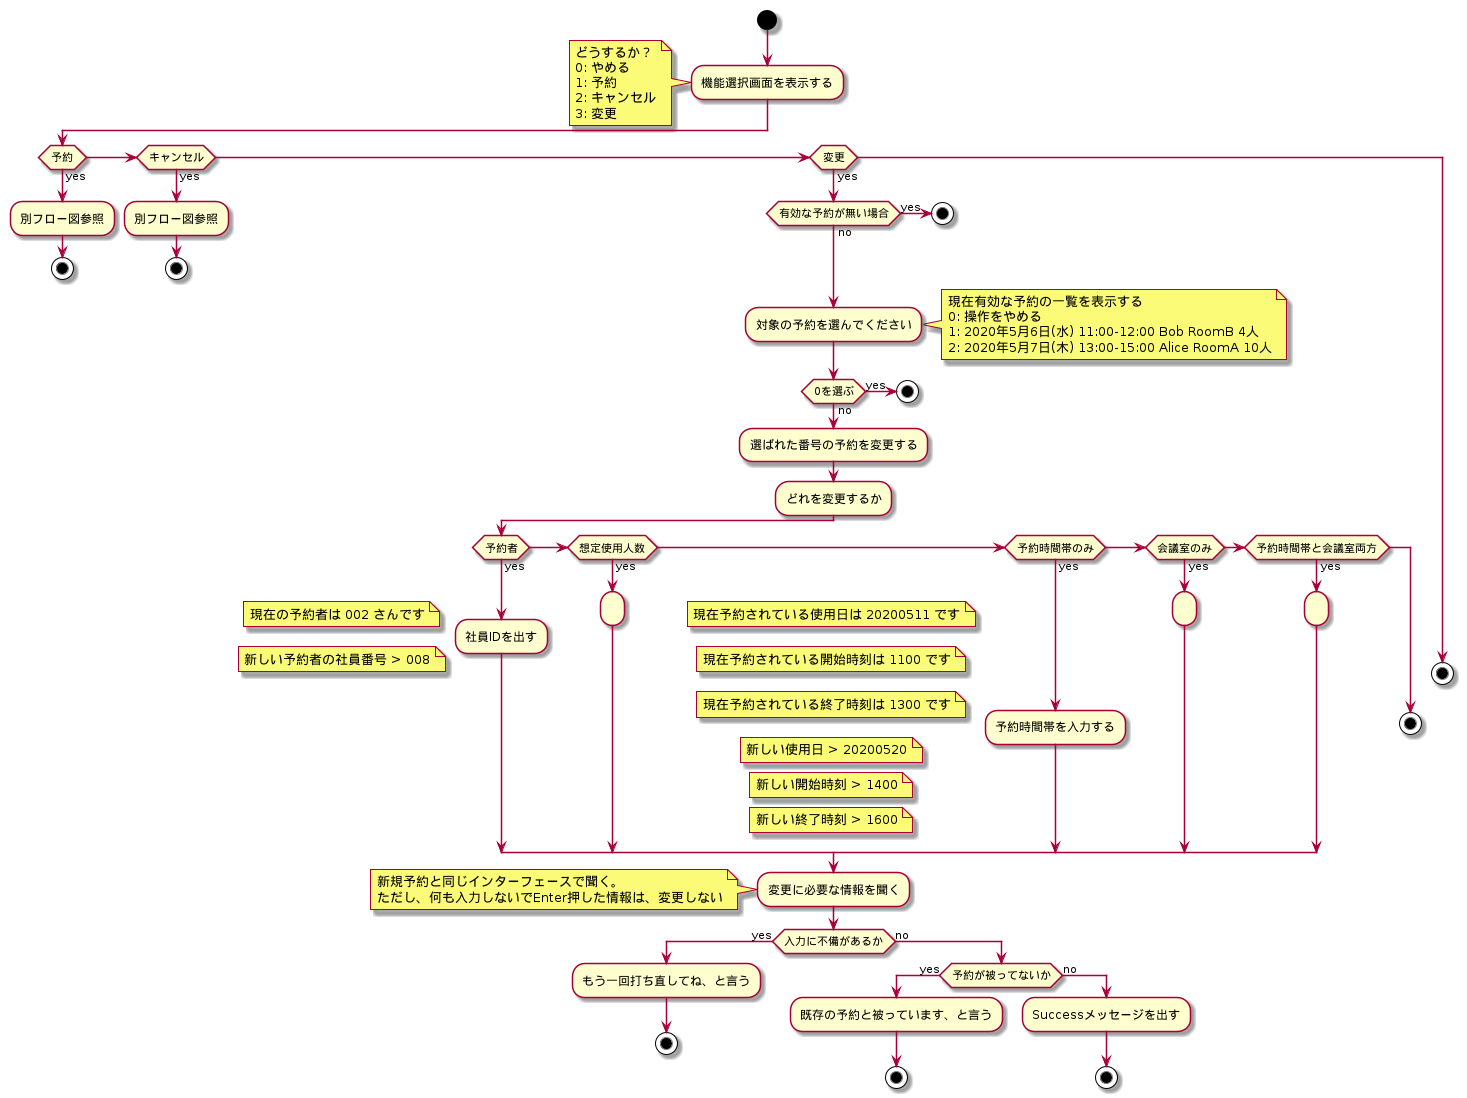 どうするか？
0: やめる
1: 予約
2: キャンセル
3: 変更
機能選択画面を表示する
予約
キャンセル
変更
yes
yes
yes
別フロー図参照
別フロー図参照
有効な予約が無い場合
yes
no
対象の予約を選んでください
現在有効な予約の一覧を表示する
0: 操作をやめる
1: 2020年5月6日(水) 11:00-12:00 Bob RoomB 4人
2: 2020年5月7日(木) 13:00-15:00 Alice RoomA 10人
0を選ぶ
yes
no
選ばれた番号の予約を変更する
どれを変更するか
予約者
想定使用人数
予約時間帯のみ
会議室のみ
予約時間帯と会議室両方
yes
yes
yes
yes
yes
現在の予約者は 002 さんです
新しい予約者の社員番号 > 008
社員IDを出す
現在予約されている使用日は 20200511 です
現在予約されている開始時刻は 1100 です
現在予約されている終了時刻は 1300 です
新しい使用日 > 20200520
新しい開始時刻 > 1400
新しい終了時刻 > 1600
予約時間帯を入力する
新規予約と同じインターフェースで聞く。
ただし、何も入力しないでEnter押した情報は、変更しない
変更に必要な情報を聞く
入力に不備があるか
yes
no
もう一回打ち直してね、と言う
予約が被ってないか
yes
no
既存の予約と被っています、と言う
Successメッセージを出す